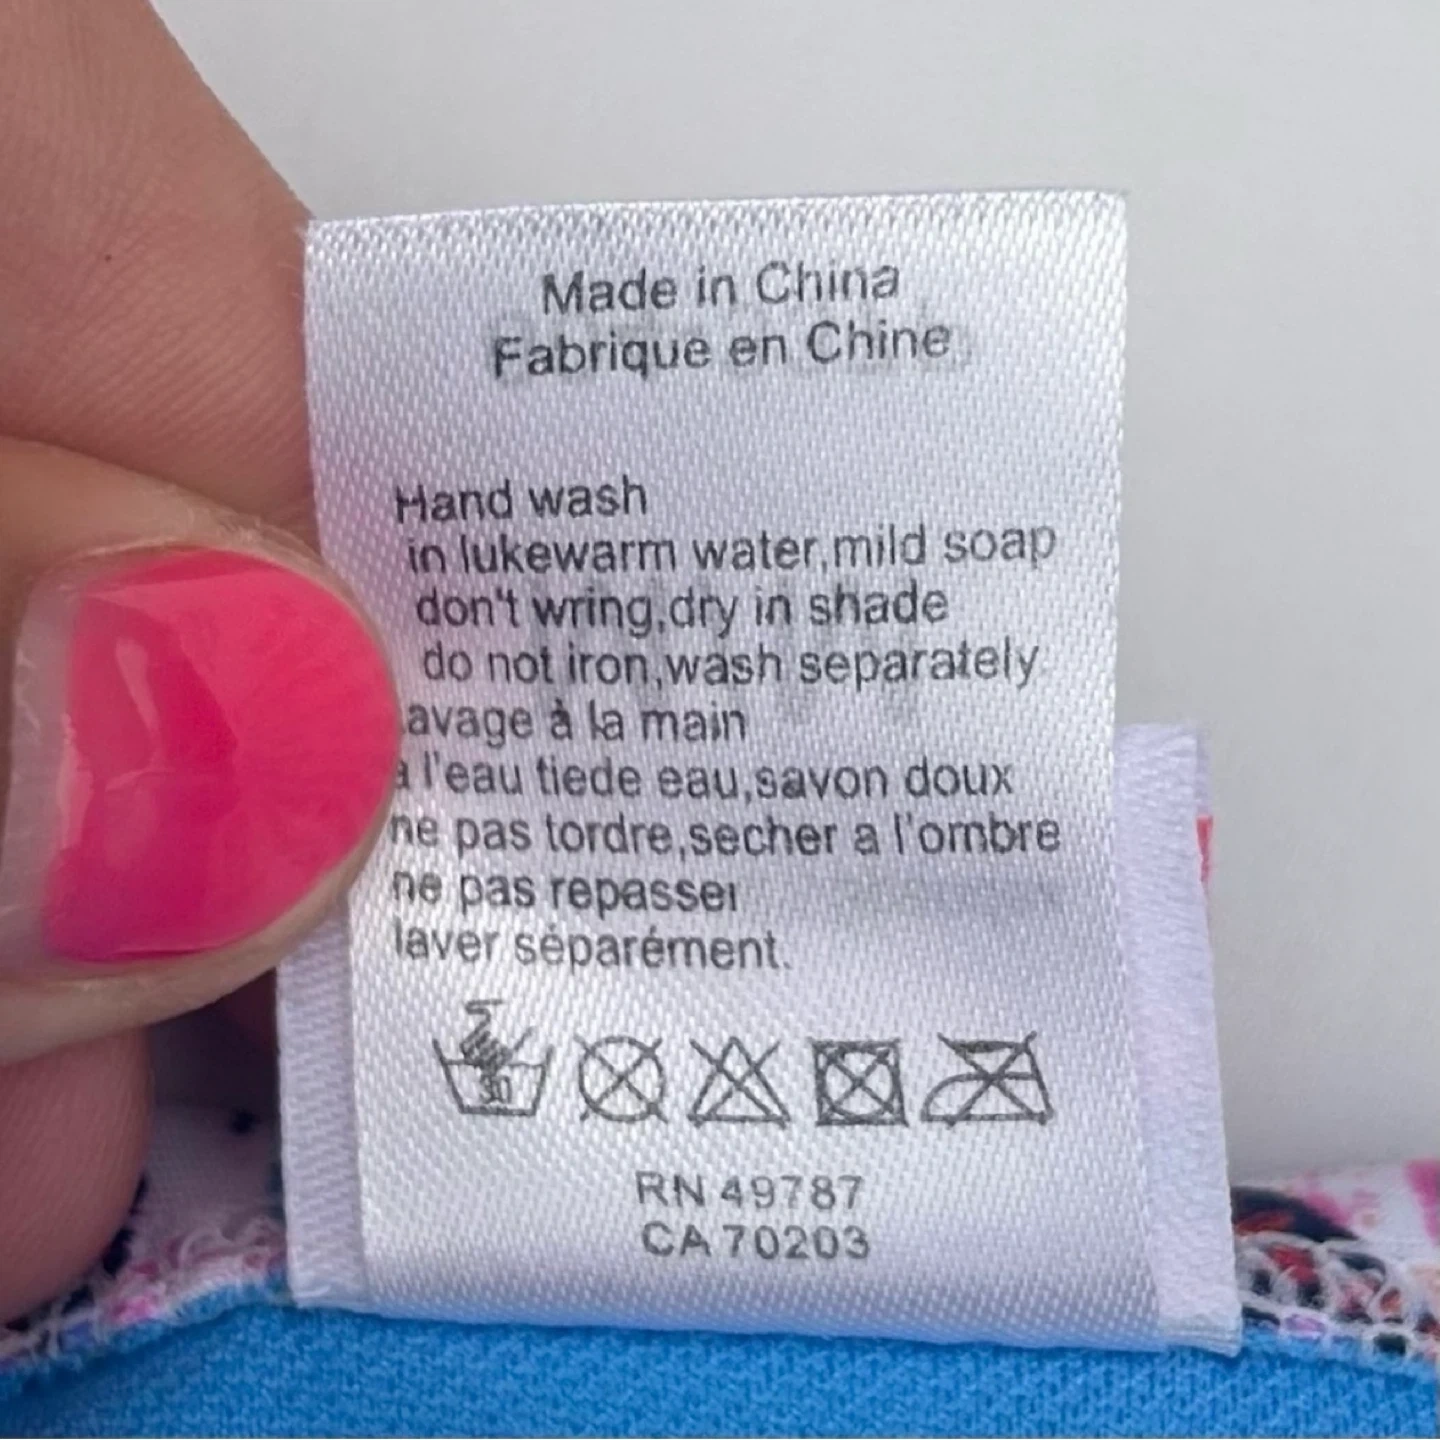 Made in China
Fabrique en Chine
Hand wash
in lukewarm water,mild soap
don't wring,dry in shade
do not iron,wash separately
avage à la main
a l'eau tiede eau,savon doux
ne pas tordre,secher a l'ombre
ne pas repasser
laver séparément.
30
RN 49787
CA 70203